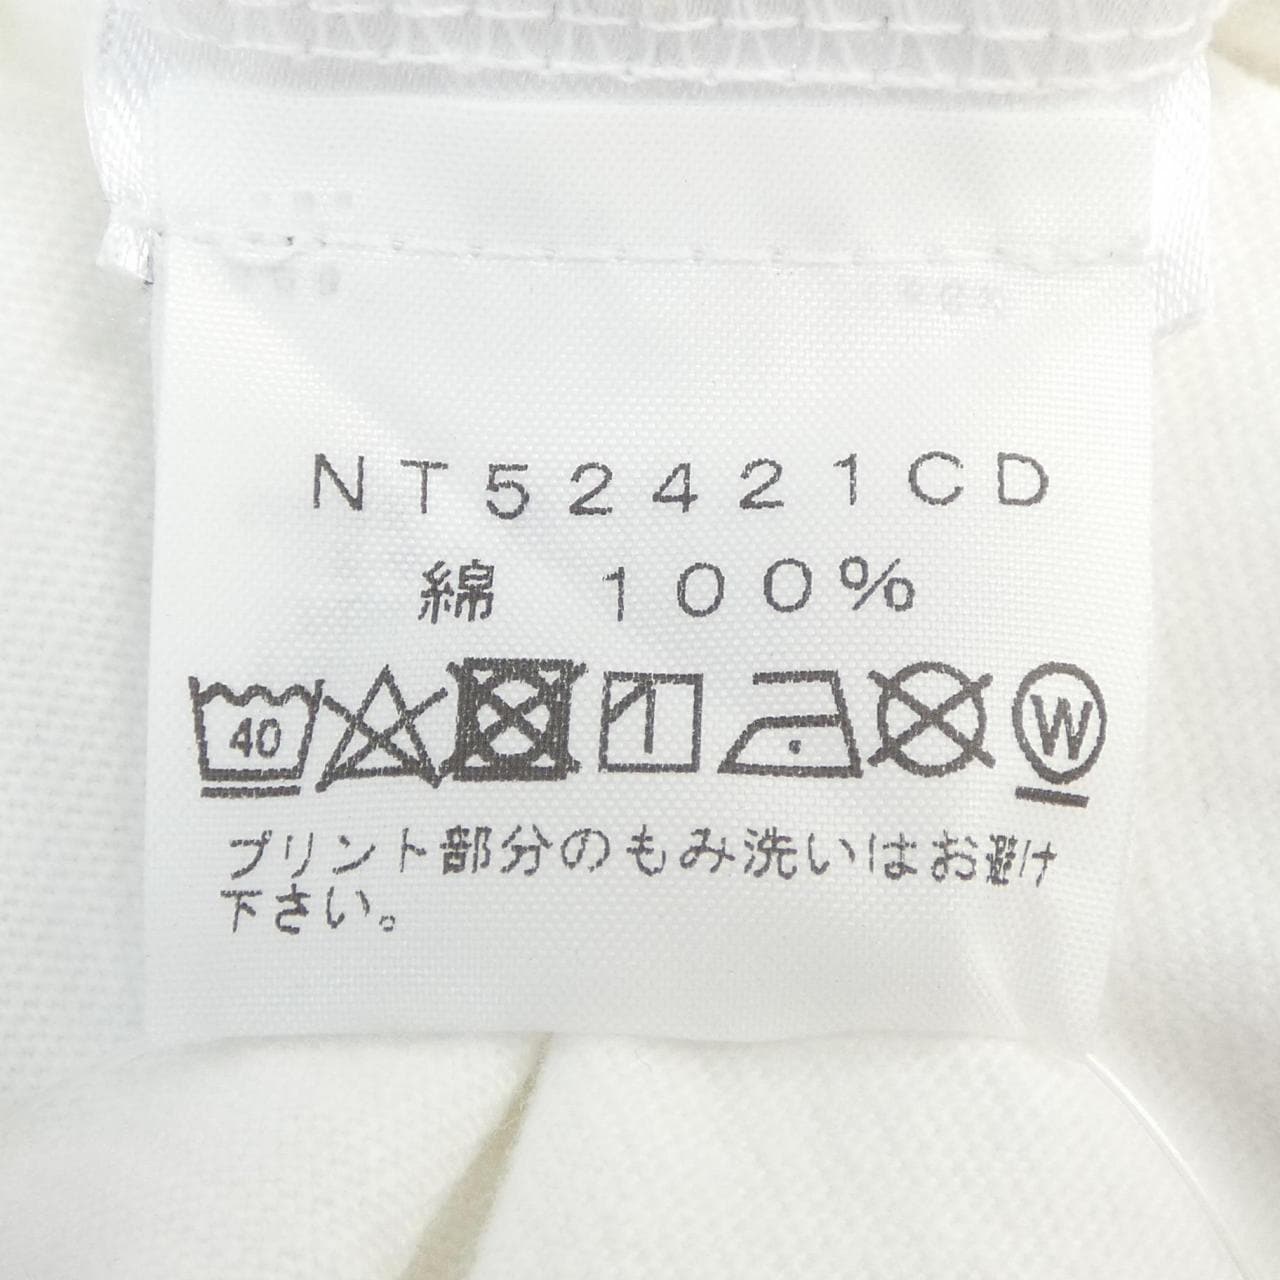 NT52421CD
綿 100%
40 W
プリント部分のもみ洗いはお避け
下さい。